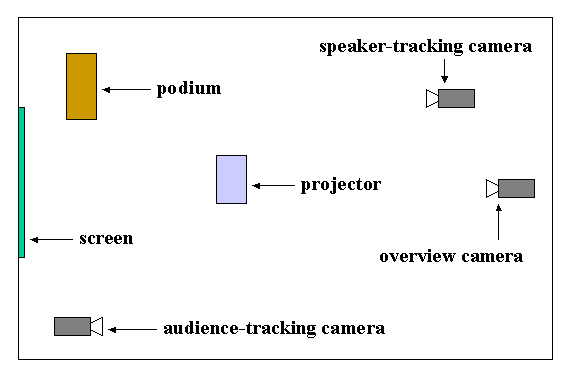 speaker-tracking camera
podium
projector
screen
overview camera
audience-tracking camera